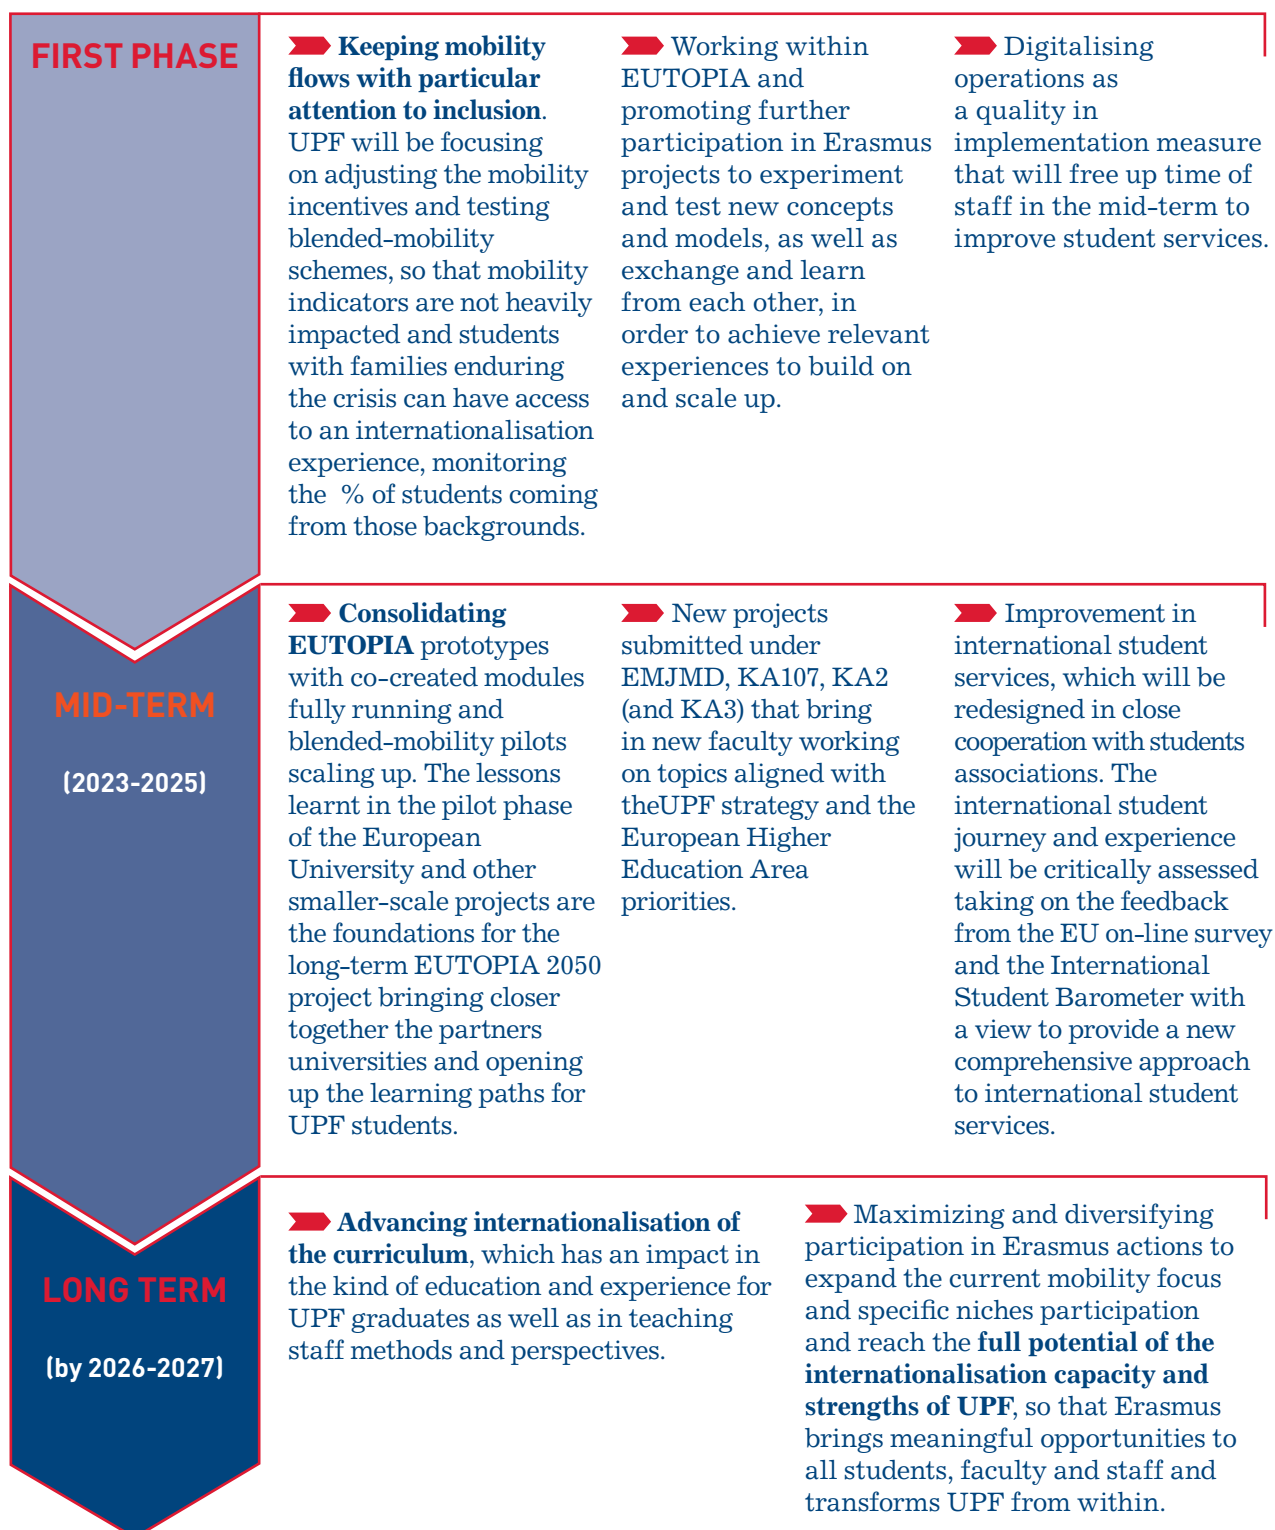 FIRST PHASE
Keeping mobility
flows with particular
attention to inclusion.
UPF will be focusing
on adjusting the mobility
incentives and testing
blended-mobility
schemes, so that mobility
indicators are not heavily
impacted and students
with families enduring
the crisis can have access
to an internationalisation
experience, monitoring
the % of students coming
from those backgrounds.
Working within
EUTOPIA and
promoting further
participation in Erasmus
projects to experiment
and test new concepts
and models, as well as
exchange and learn
from each other, in
order to achieve relevant
experiences to build on
and scale up.
Digitalising
operations as
a quality in
implementation measure
that will free up time of
staff in the mid-term to
improve student services.
MID-TERM
(2023-2025)
Consolidating
EUTOPIA prototypes
with co-created modules
fully running and
blended-mobility pilots
scaling up. The lessons
learnt in the pilot phase
of the European
University and other
smaller-scale projects are
the foundations for the
long-term EUTOPIA 2050
project bringing closer
together the partners
universities and opening
up the learning paths for
UPF students.
New projects
submitted under
EMJMD, KA107, KA2
(and KA3) that bring
in new faculty working
on topics aligned with
theUPF strategy and the
European Higher
Education Area
priorities.
Improvement in
international student
services, which will be
redesigned in close
cooperation with students
associations. The
international student
journey and experience
will be critically assessed
taking on the feedback
from the EU on-line survey
and the International
Student Barometer with
a view to provide a new
comprehensive approach
to international student
services.
LONG TERM
(by 2026-2027)
Advancing internationalisation of
the curriculum, which has an impact in
the kind of education and experience for
UPF graduates as well as in teaching
staff methods and perspectives.
Maximizing and diversifying
participation in Erasmus actions to
expand the current mobility focus
and specific niches participation
and reach the full potential of the
internationalisation capacity and
strengths of UPF, so that Erasmus
brings meaningful opportunities to
all students, faculty and staff and
transforms UPF from within.